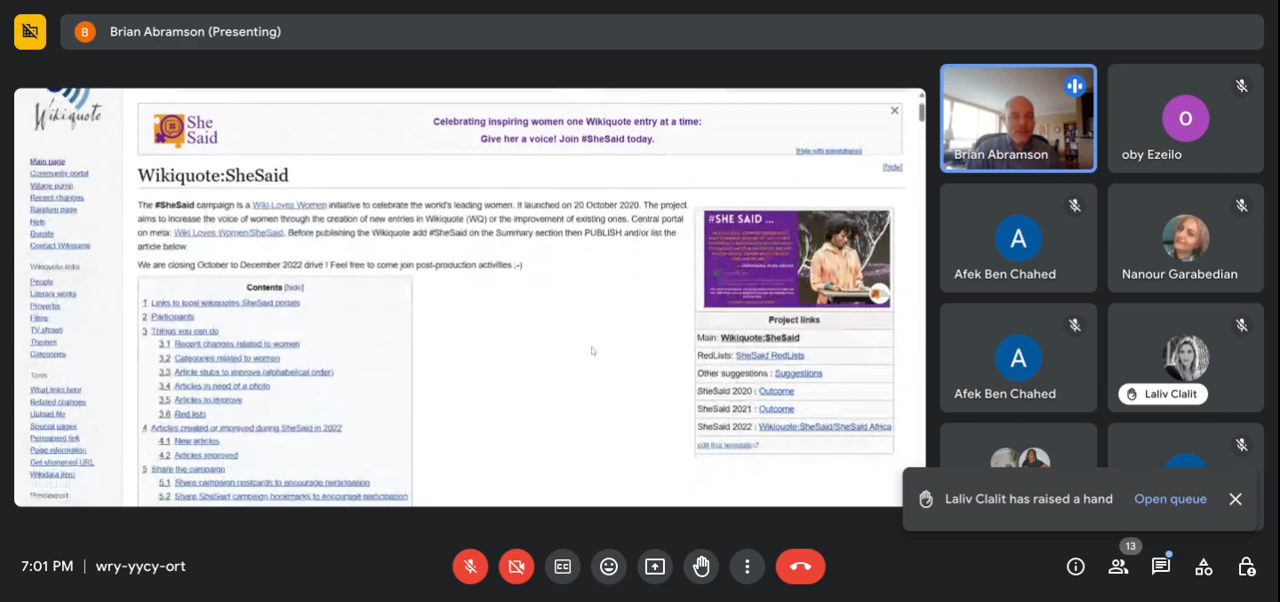 B Brian Abramson (Presenting)
Wikiquote
Main page
Community portal
Village pump
Recent changes
Random page
Help
Donate
Contact Wikiquote
Wikiquote links
People
Literary works
Proverbs
Films
TV shows
Themes
Categories
Tools
What links here
Related changes
Upload file
Special pages
Permanent link
Page information
Get shortened URL
Wikidata item
She
Said
Celebrating inspiring women one Wikiquote entry at a time:
Give her a voice! Join #SheSaid today.
[Help with translations]
Wikiquote:SheSaid
[hide]
The #SheSaid campaign is a Wiki Loves Women initiative to celebrate the world's leading women. It launched on 20 October 2020. The project
aims to increase the voice of women through the creation of new entries in Wikiquote (WQ) or the improvement of existing ones. Central portal
on meta: Wiki Loves Women/SheSaid. Before publishing the Wikiquote add #SheSaid on the Summary section then PUBLISH and/or list the
article below
We are closing October to December 2022 drive ! Feel free to come join post-production activities ;-)
Contents [hide]
1 Links to local wikiquotes SheSaid portals
2 Participants
3 Things you can do
3.1 Recent changes related to women
3.2 Categories related to women
3.3 Article stubs to improve (alphabetical order)
3.4 Articles in need of a photo
3.5 Articles to improve
3.6 Red lists
4 Articles created or improved during SheSaid in 2022
4.1 New articles
4.2 Articles improved
5 Share the campaign
5.1 Share campaign postcards to encourage participation
5.2 Share SheSaid campaign bookmarks to encourage participation
#SHE SAID ...
Project links
Main: Wikiquote:SheSaid
RedLists: SheSaid RedLists
Other suggestions : Suggestions
SheSaid 2020 : Outcome
SheSaid 2021 : Outcome
SheSaid 2022 : Wikiquote:SheSaid/SheSaid Africa
edit this template
Brian Abramson
O
oby Ezeilo
A
Afek Ben Chahed
Nanour Garabedian
A
Afek Ben Chahed
Laliv Clalit
Laliv Clalit has raised a hand Open queue
7:01 PM | wry-yycy-ort
13